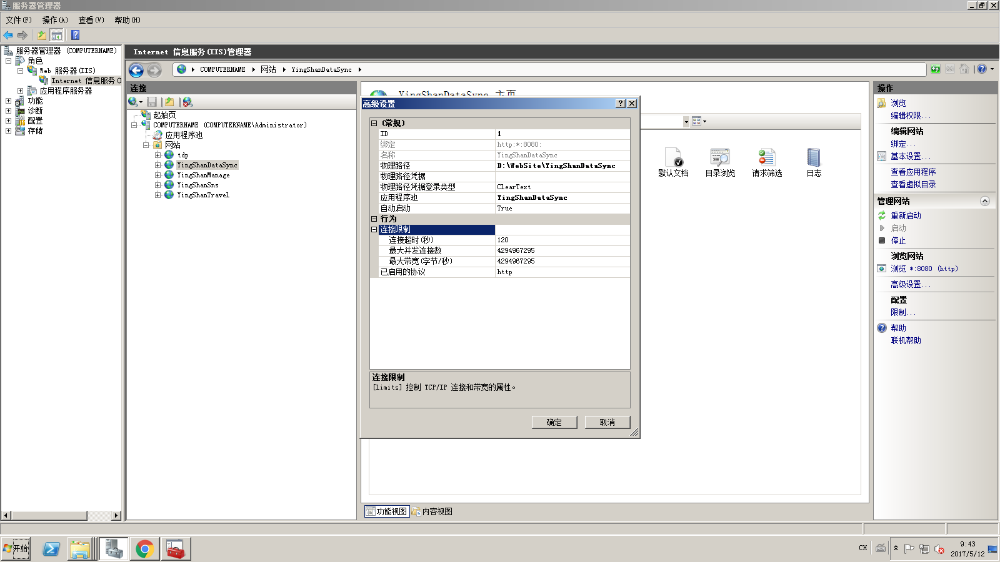 服务器管理器
文件(F) 操作(A) 查看(V) 帮助(H)
服务器管理器 (COMPUTERNAME)
角色
Web 服务器(IIS)
Internet 信息服务(I
应用程序服务器
功能
诊断
配置
存储
Internet 信息服务(IIS)管理器
COMPUTERNAME 网站 YingShanDataSync
连接
起始页
COMPUTERNAME (COMPUTERNAME\Administrator)
应用程序池
网站
tdp
YingShanDataSync
YingShanManage
YingShanSns
YingShanTravel
YingShanDataSync 主页
默认文档 目录浏览 请求筛选 日志
高级设置
(常规)
ID 1
绑定 http:*:8080:
名称 YingShanDataSync
物理路径 D:\WebSite\YingShanDataSync
物理路径凭据
物理路径凭据登录类型 ClearText
应用程序池 YingShanDataSync
自动启动 True
行为
连接限制
连接超时(秒) 120
最大并发连接数 4294967295
最大带宽(字节/秒) 4294967295
已启用的协议 http
连接限制
[limits] 控制 TCP/IP 连接和带宽的属性。
确定 取消
功能视图 内容视图
操作
浏览
编辑权限...
编辑网站
绑定...
基本设置...
查看应用程序
查看虚拟目录
管理网站
重新启动
启动
停止
浏览网站
浏览 *:8080 (http)
高级设置...
配置
限制...
帮助
联机帮助
开始
CH
9:43
2017/5/12